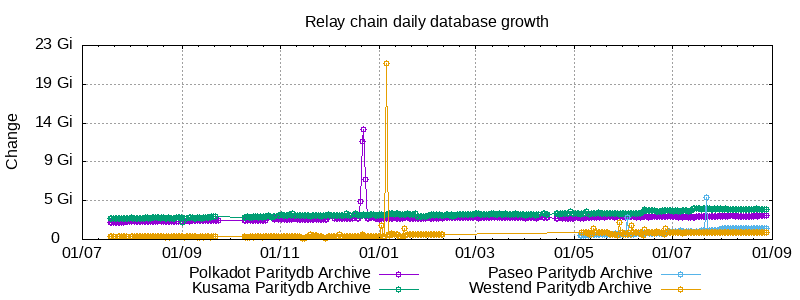 Relay chain daily database growth
Change
23 Gi
19 Gi
14 Gi
9 Gi
5 Gi
0
01/07 01/09 01/11 01/01 01/03 01/05 01/07 01/09
Polkadot Paritydb Archive Paseo Paritydb Archive
Kusama Paritydb Archive Westend Paritydb Archive